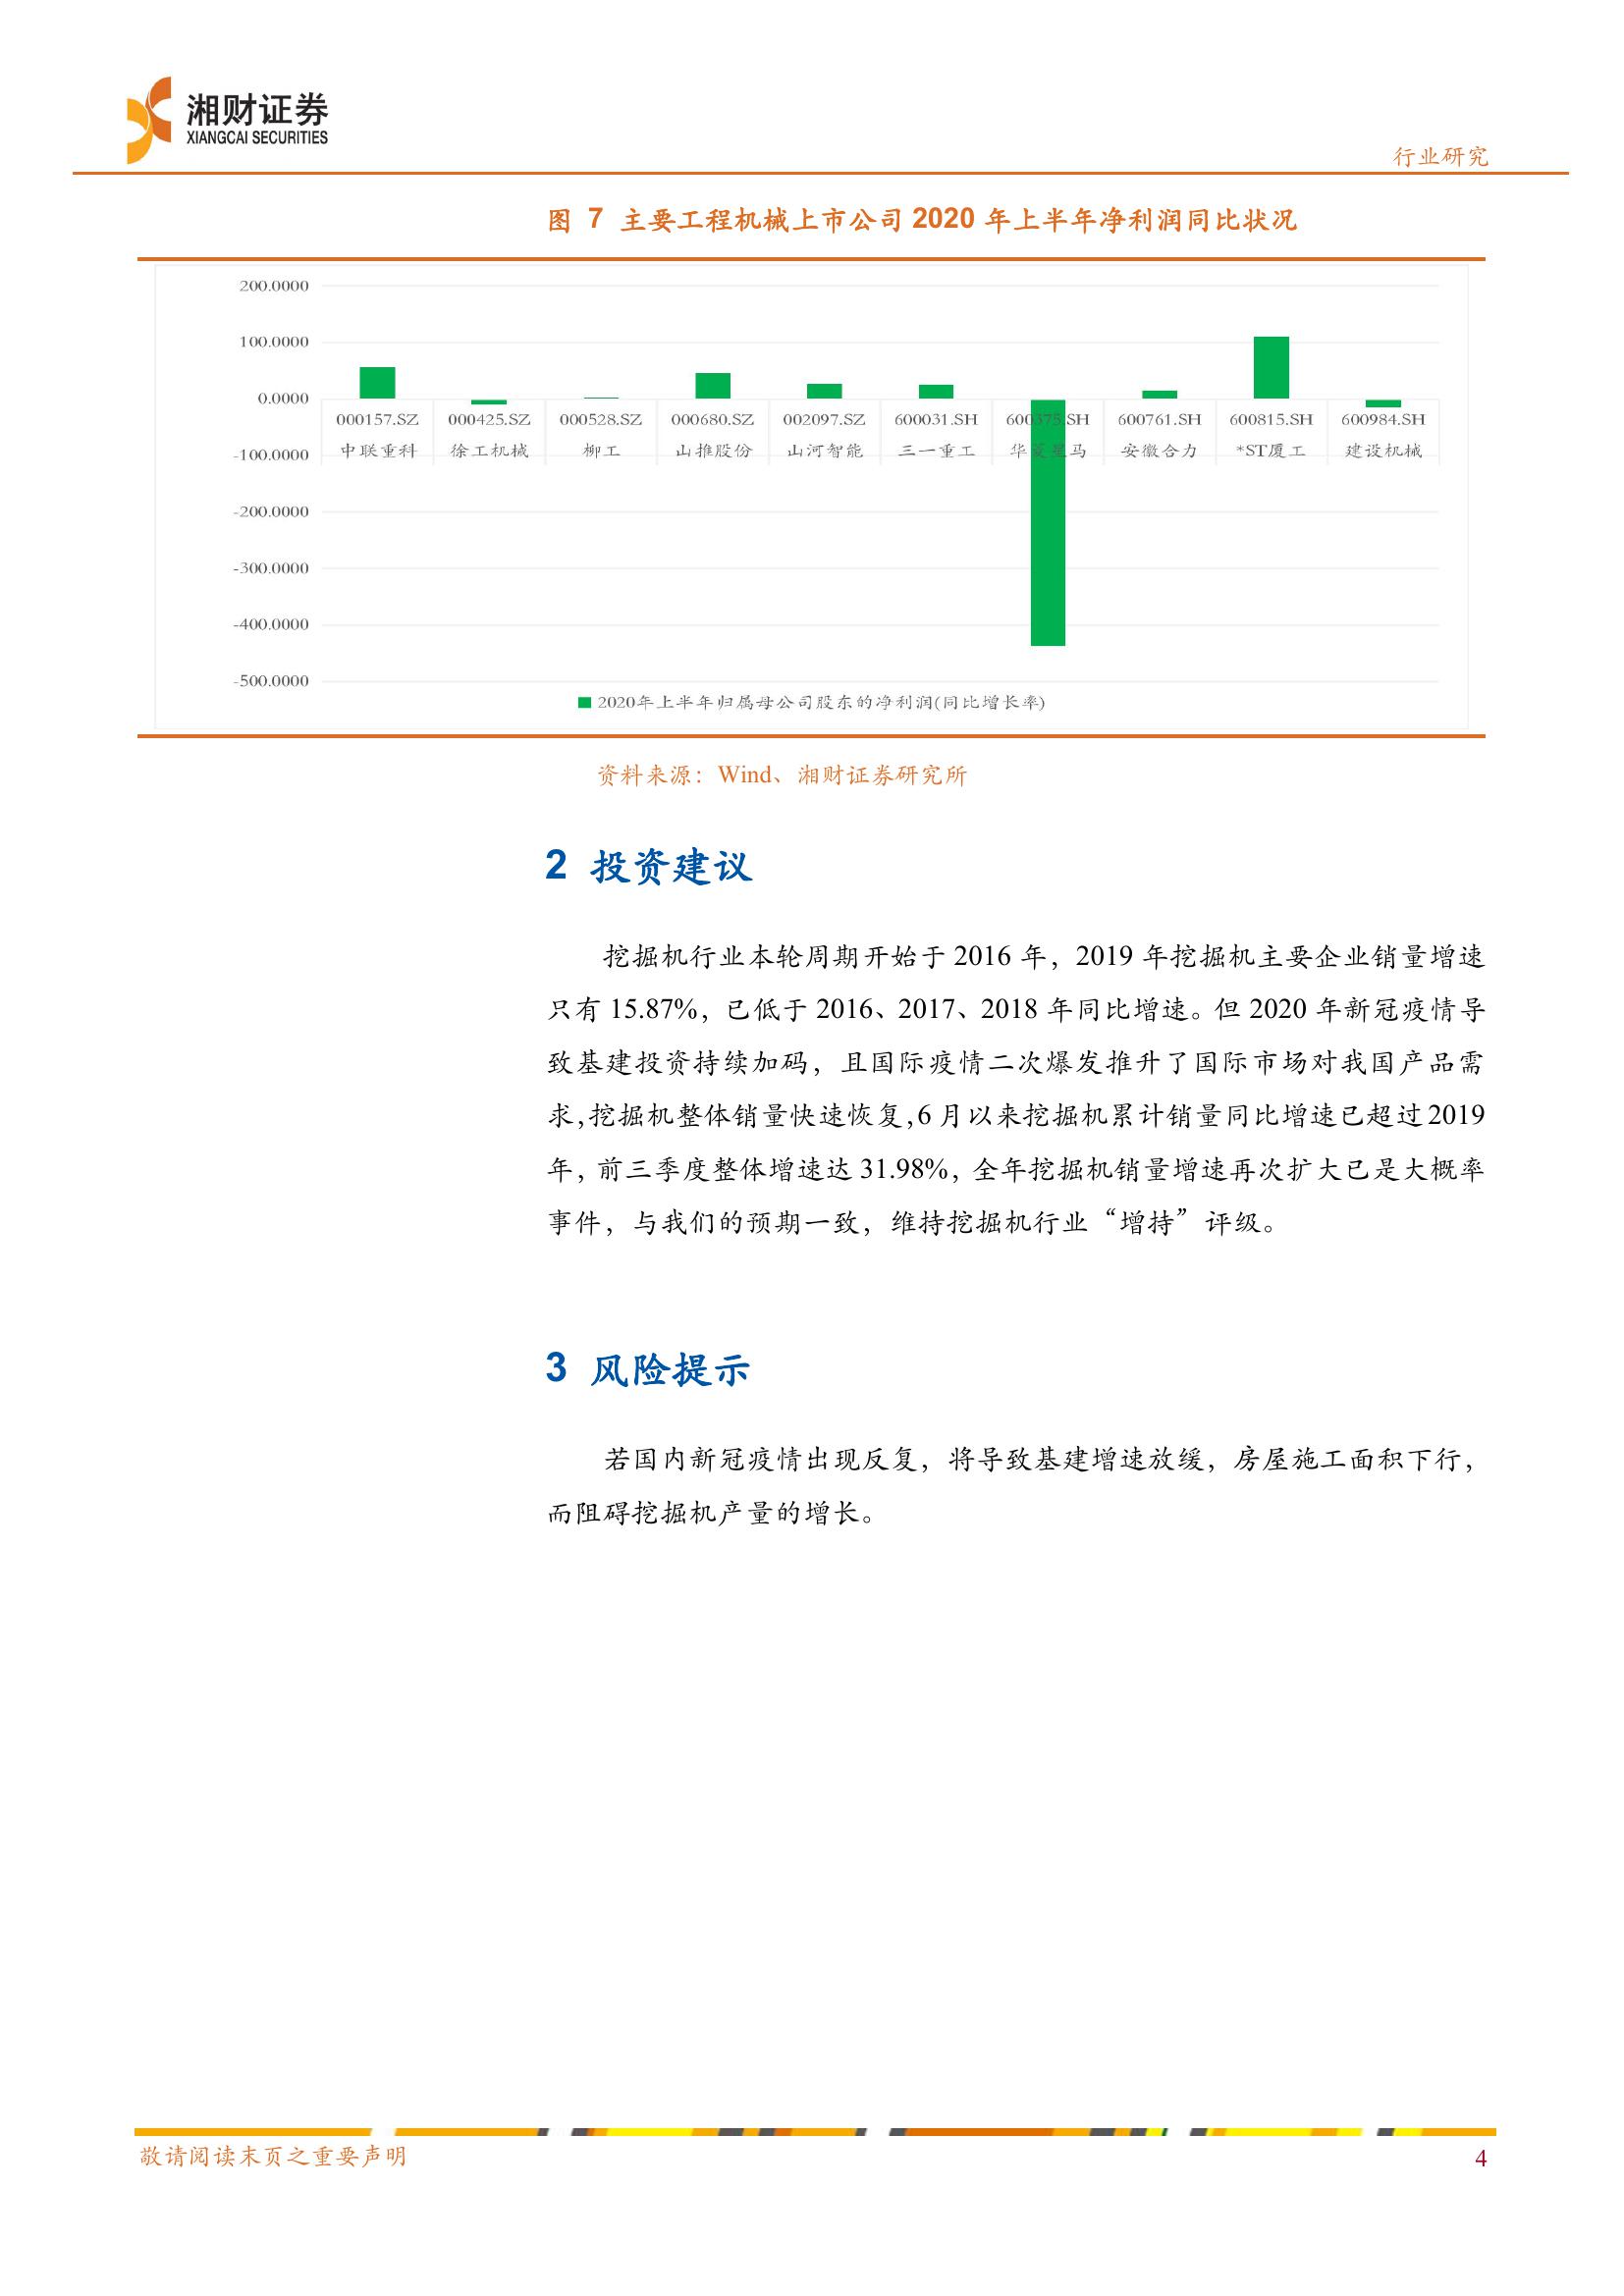 湘财证券
XIANGCAI SECURITIES
行业研究
图 7 主要工程机械上市公司 2020 年上半年净利润同比状况
200.0000
100.0000
0.0000
-100.0000
-200.0000
-300.0000
-400.0000
-500.0000
000157.SZ 000425.SZ 000528.SZ 000680.SZ 002097.SZ 600031.SH 600375.SH 600761.SH 600815.SH 600984.SH
中联重科 徐工机械 柳工 山推股份 山河智能 三一重工 华菱星马 安徽合力 *ST厦工 建设机械
2020年上半年归属母公司股东的净利润(同比增长率)
资料来源：Wind、湘财证券研究所
2 投资建议
挖掘机行业本轮周期开始于 2016 年，2019 年挖掘机主要企业销量增速
只有 15.87%，已低于 2016、2017、2018 年同比增速。但 2020 年新冠疫情导
致基建投资持续加码，且国际疫情二次爆发推升了国际市场对我国产品需
求，挖掘机整体销量快速恢复，6 月以来挖掘机累计销量同比增速已超过 2019
年，前三季度整体增速达 31.98%，全年挖掘机销量增速再次扩大已是大概率
事件，与我们的预期一致，维持挖掘机行业“增持”评级。
3 风险提示
若国内新冠疫情出现反复，将导致基建增速放缓，房屋施工面积下行，
而阻碍挖掘机产量的增长。
敬请阅读末页之重要声明
4